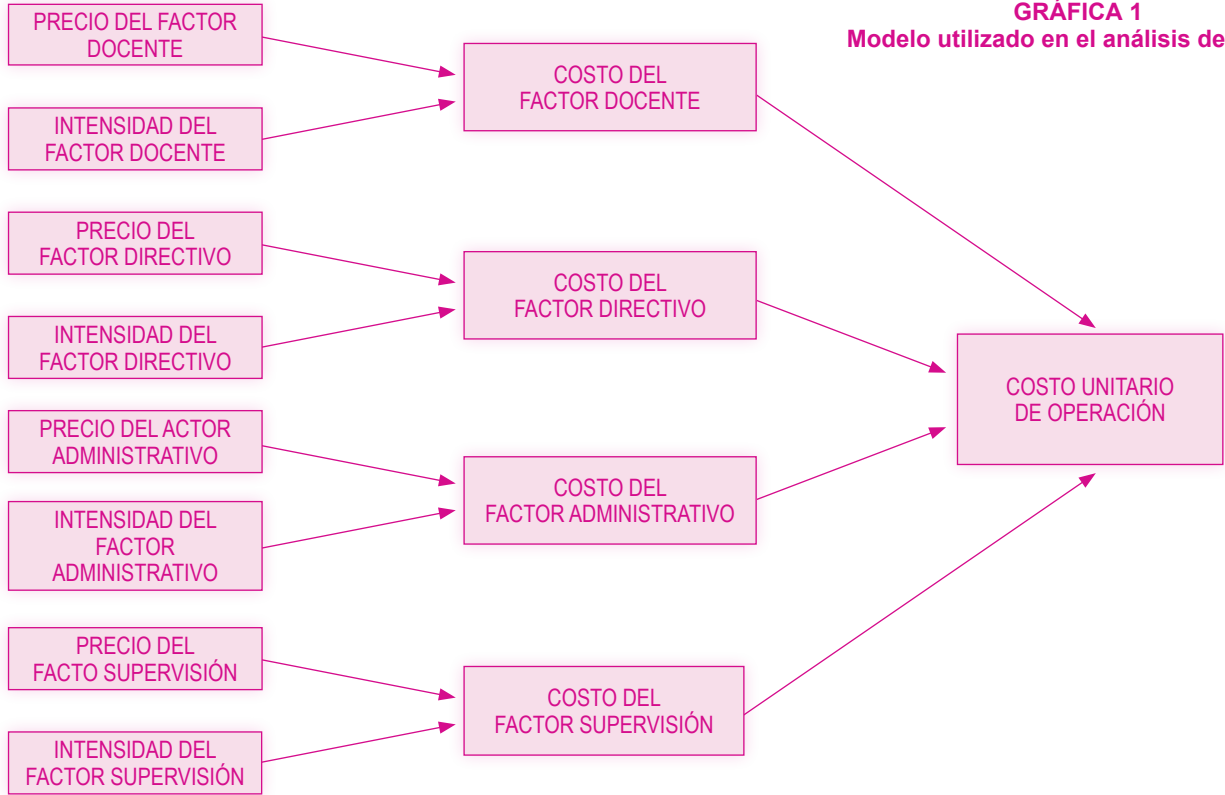 GRÁFICA 1
Modelo utilizado en el análisis de
PRECIO DEL FACTOR
DOCENTE
INTENSIDAD DEL
FACTOR DOCENTE
COSTO DEL
FACTOR DOCENTE
PRECIO DEL
FACTOR DIRECTIVO
INTENSIDAD DEL
FACTOR DIRECTIVO
COSTO DEL
FACTOR DIRECTIVO
PRECIO DEL ACTOR
ADMINISTRATIVO
INTENSIDAD DEL
FACTOR
ADMINISTRATIVO
COSTO DEL
FACTOR ADMINISTRATIVO
PRECIO DEL
FACTO SUPERVISIÓN
INTENSIDAD DEL
FACTOR SUPERVISIÓN
COSTO DEL
FACTOR SUPERVISIÓN
COSTO UNITARIO
DE OPERACIÓN